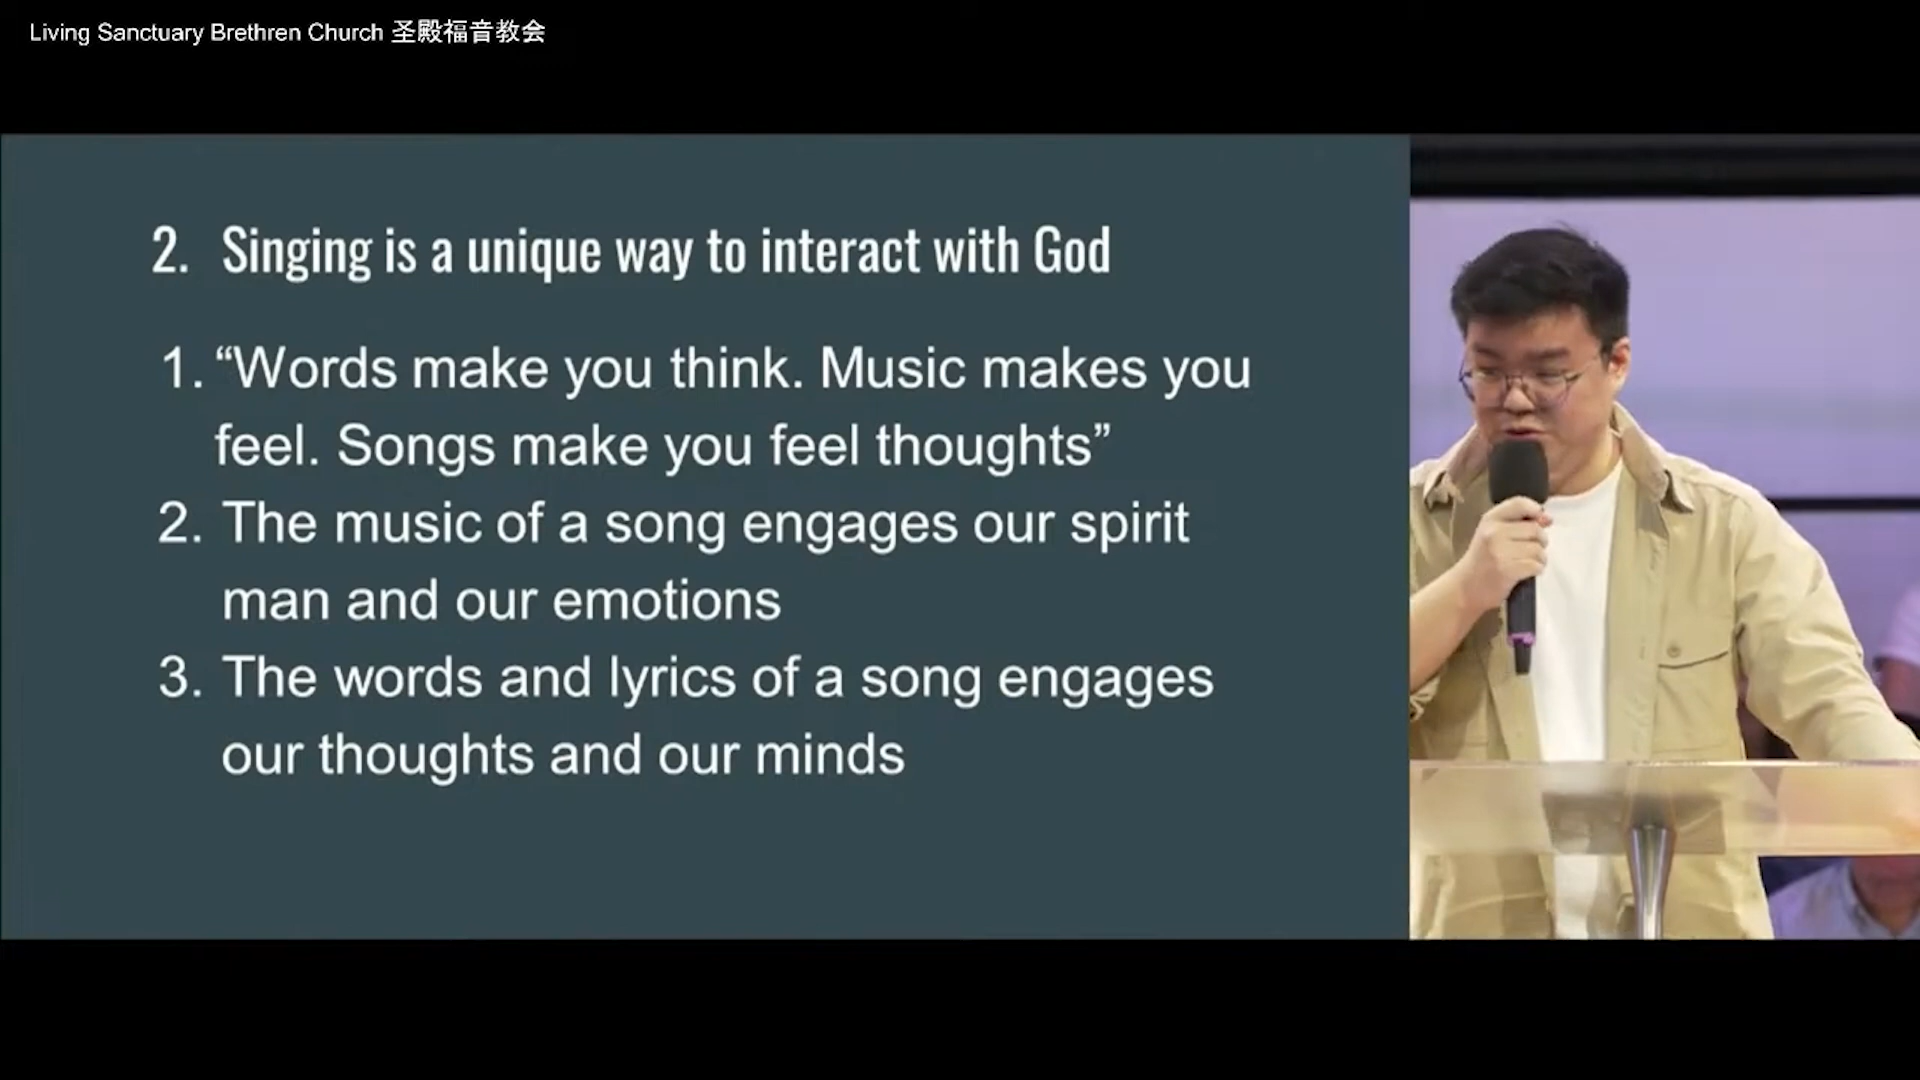 Living Sanctuary Brethren Church 圣殿福音教会
2. Singing is a unique way to interact with God
1. “Words make you think. Music makes you
feel. Songs make you feel thoughts”
2. The music of a song engages our spirit
man and our emotions
3. The words and lyrics of a song engages
our thoughts and our minds